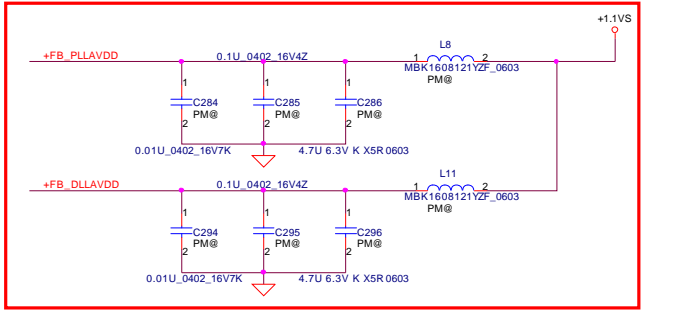 +1.1VS
L8
+FB_PLLAVDD
0.1U_0402_16V4Z
1
2
MBK1608121YZF_0603
PM@
1
1
1
C284
C285
C286
PM@
PM@
PM@
2
2
2
0.01U_0402_16V7K
4.7U 6.3V K X5R 0603
L11
+FB_DLLAVDD
0.1U_0402_16V4Z
1
2
MBK1608121YZF_0603
PM@
1
1
1
C294
C295
C296
PM@
PM@
PM@
2
2
2
0.01U_0402_16V7K
4.7U 6.3V K X5R 0603